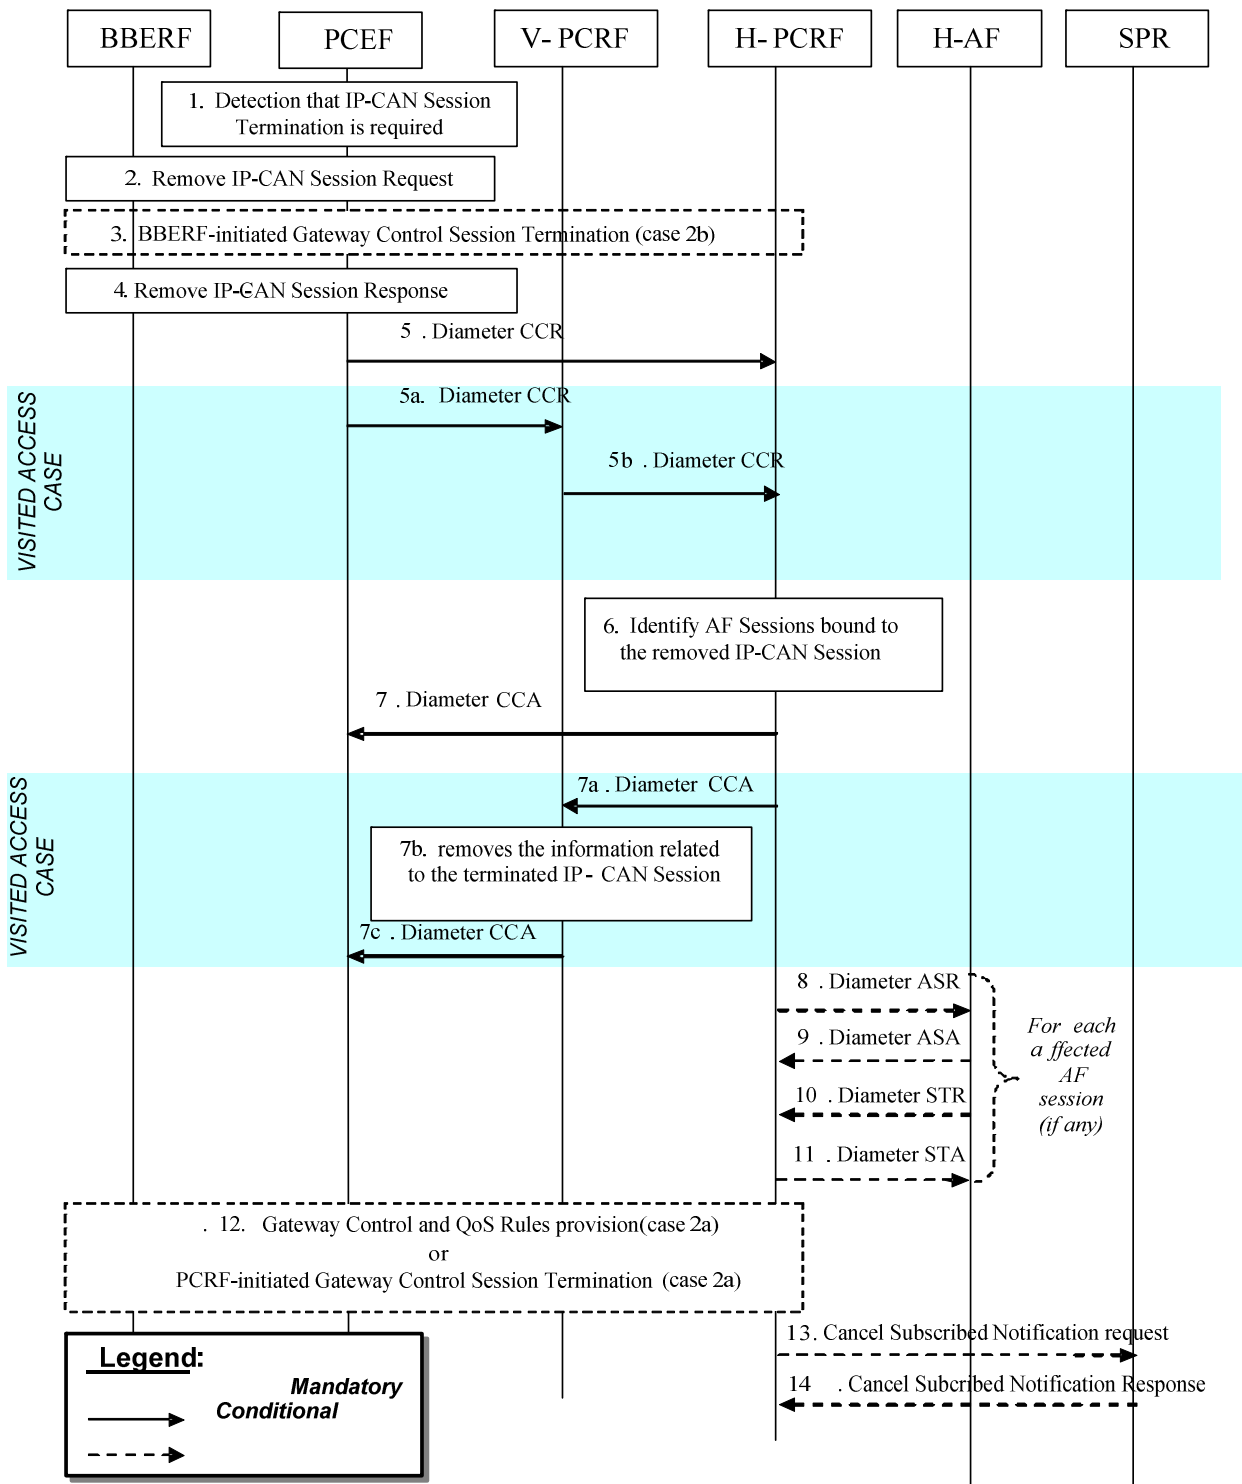 BBERF
PCEF
V- PCRF
H- PCRF
H-AF
SPR
1. Detection that IP-CAN Session
Termination is required
2. Remove IP-CAN Session Request
3. BBERF-initiated Gateway Control Session Termination (case 2b)
4. Remove IP-CAN Session Response
5 . Diameter CCR
VISITED ACCESS
CASE
5a. Diameter CCR
5b . Diameter CCR
6. Identify AF Sessions bound to
the removed IP-CAN Session
7 . Diameter CCA
VISITED ACCESS
CASE
7a . Diameter CCA
7b. removes the information related
to the terminated IP- CAN Session
7c . Diameter CCA
8 . Diameter ASR
9 . Diameter ASA
10 . Diameter STR
11 . Diameter STA
For each
a ffected
AF
session
(if any)
. 12. Gateway Control and QoS Rules provision(case 2a)
or
PCRF-initiated Gateway Control Session Termination (case 2a)
13. Cancel Subscribed Notification request
14 . Cancel Subcribed Notification Response
Legend:
Mandatory
Conditional